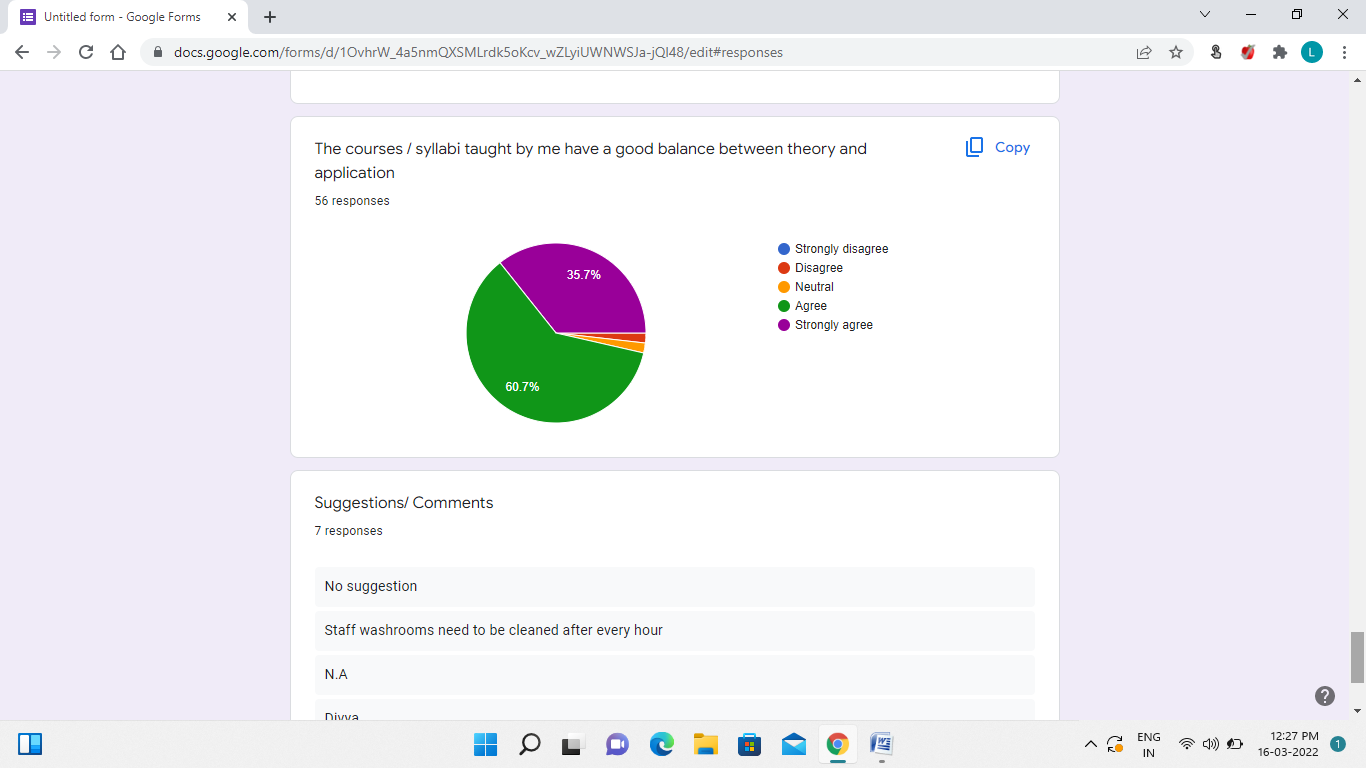 Untitled form - Google Forms
docs.google.com/forms/d/1OvhrW_4a5nmQXSMLrdk5oKcv_wZLyiUWNWSJa-jQI48/edit#responses
L
The courses / syllabi taught by me have a good balance between theory and
application
Copy
56 responses
35.7%
60.7%
Strongly disagree
Disagree
Neutral
Agree
Strongly agree
Suggestions/ Comments
7 responses
No suggestion
Staff washrooms need to be cleaned after every hour
N.A
Divya
ENG
IN
12:27 PM
16-03-2022
1